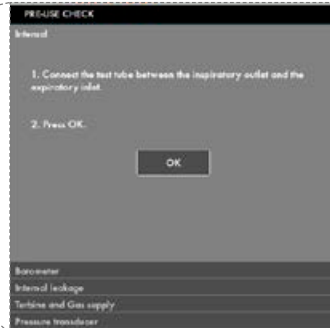 PRE-USE CHECK
Internal
1. Connect the test tube between the inspiratory outlet and the
expiratory inlet.
2. Press OK.
OK
Barometer
Internal leakage
Turbine and Gas supply
Pressure transducer